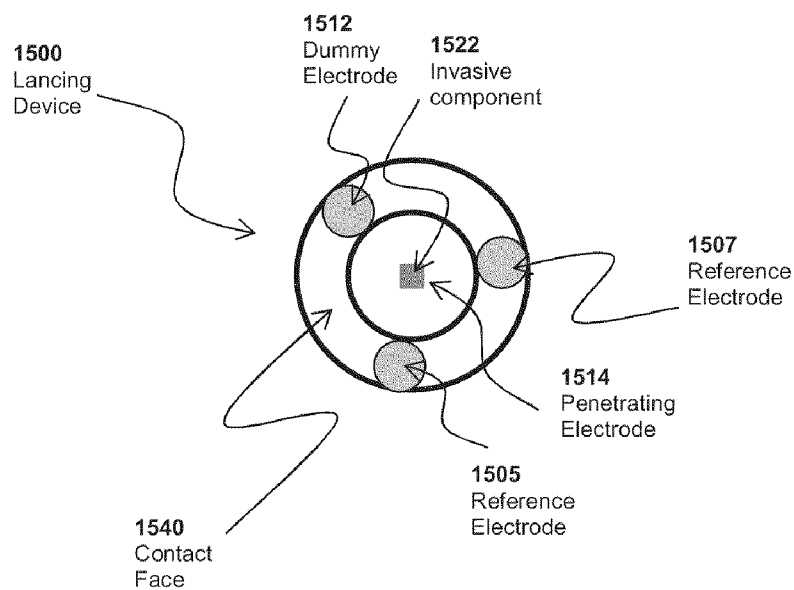 1500
Lancing
Device
1512
Dummy
Electrode
1522
Invasive
component
1507
Reference
Electrode
1514
Penetrating
Electrode
1505
Reference
Electrode
1540
Contact
Face